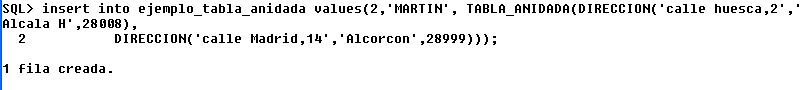 SQL> insert into ejemplo_tabla_anidada values(2,'MARTIN', TABLA_ANIDADA(DIRECCION('calle huesca,2','
Alcala H',28008),
  2          DIRECCION('calle Madrid,14','Alcorcon',28999)));
1 fila creada.